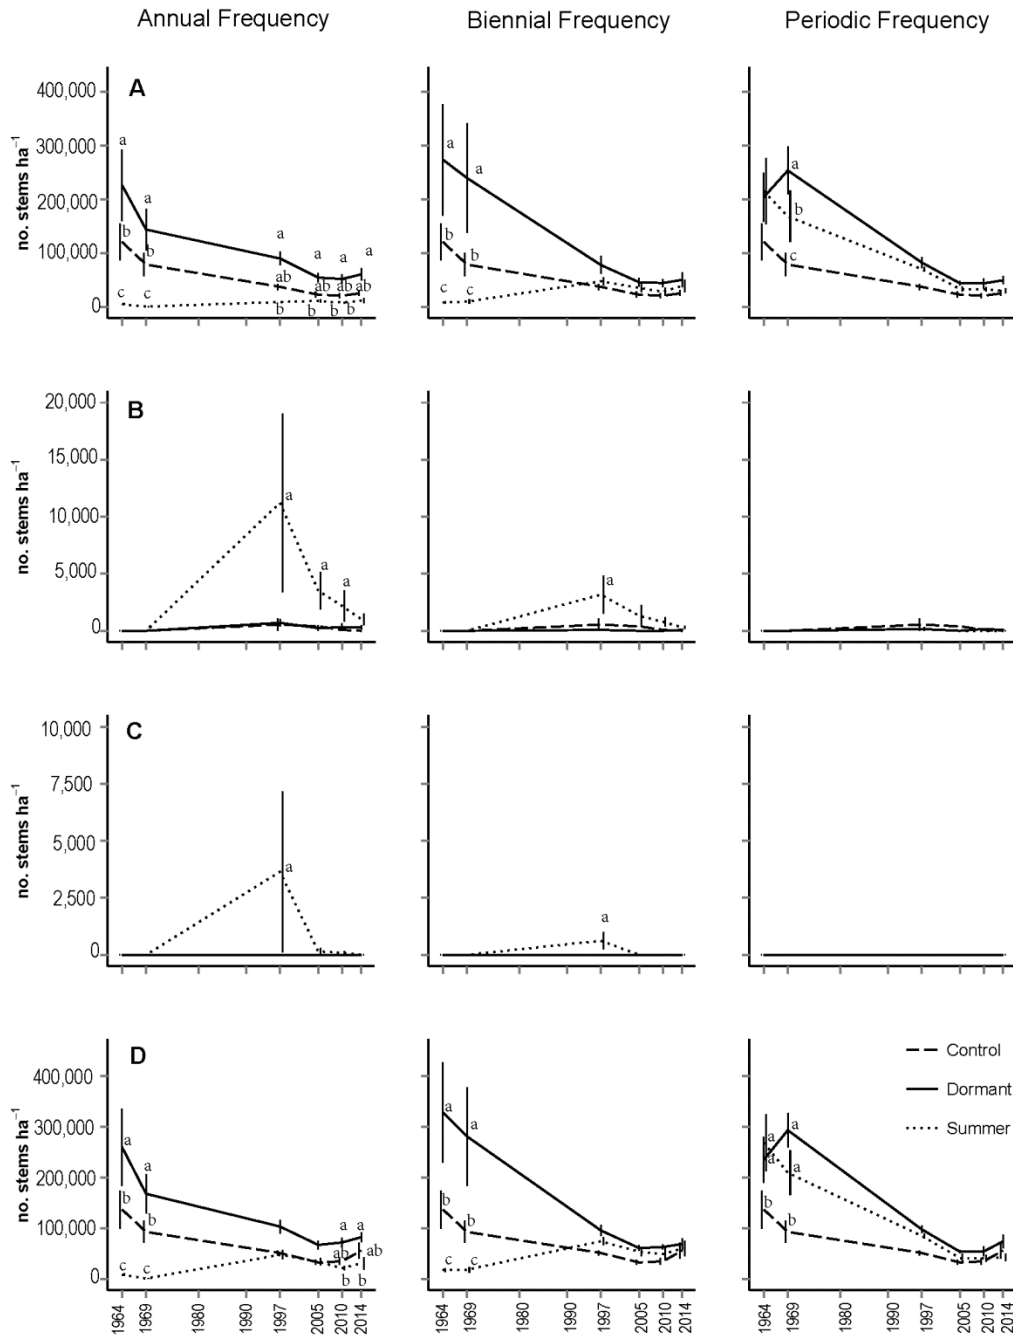 Annual Frequency Biennial Frequency Periodic Frequency
A
no. stems ha⁻¹
400,000
300,000
200,000
100,000
0
a
a
b
b
c
c
a
ab
b
a
ab
b
a
ab
b
a
ab
b
a
a
b
b
c
c
a
b
c
B
no. stems ha⁻¹
20,000
15,000
10,000
5,000
0
a
a
a
a
C
no. stems ha⁻¹
10,000
7,500
5,000
2,500
0
a
a
D
no. stems ha⁻¹
400,000
300,000
200,000
100,000
0
a
a
b
b
c
c
a
ab
b
a
ab
b
a
a
b
b
c
c
a
a
a
a
b
b
Control
Dormant
Summer
1964 1969 1980 1990 1997 2005 2010 2014
1964 1969 1980 1990 1997 2005 2010 2014
1964 1969 1980 1990 1997 2005 2010 2014